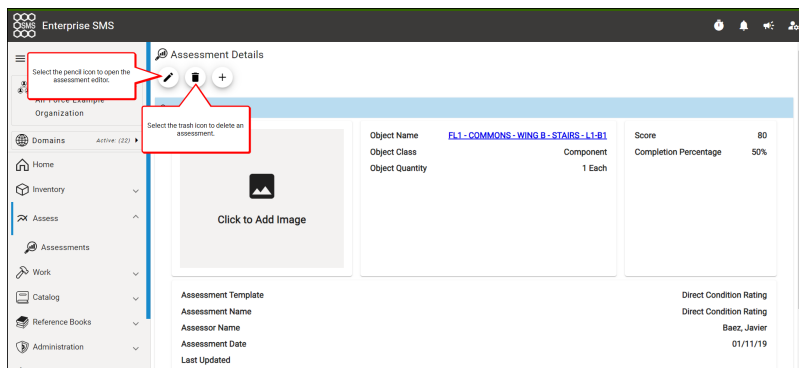 SMS Enterprise SMS
Assessment Details
Select the pencil icon to open the
assessment editor.
Air Force Example
Organization
Select the trash icon to delete an
assessment.
Domains Active: (22)
Home
Inventory
Assess
Assessments
Work
Catalog
Reference Books
Administration
Click to Add Image
Object Name FL1 - COMMONS - WING B - STAIRS - L1-B1
Object Class Component
Object Quantity 1 Each
Score 80
Completion Percentage 50%
Assessment Template Direct Condition Rating
Assessment Name Direct Condition Rating
Assessor Name Baez, Javier
Assessment Date 01/11/19
Last Updated